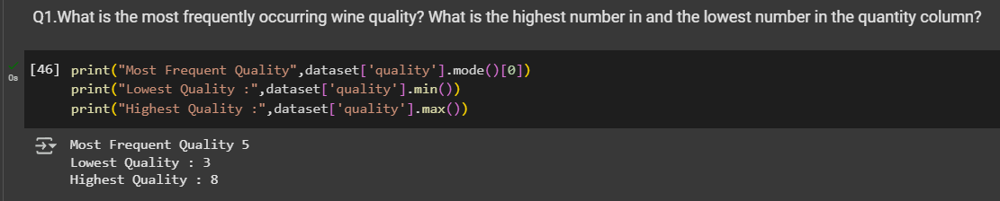 Q1.What is the most frequently occurring wine quality? What is the highest number in and the lowest number in the quantity column?
[46] print("Most Frequent Quality",dataset['quality'].mode()[0])
0s
print("Lowest Quality :",dataset['quality'].min())
print("Highest Quality :",dataset['quality'].max())
Most Frequent Quality 5
Lowest Quality : 3
Highest Quality : 8